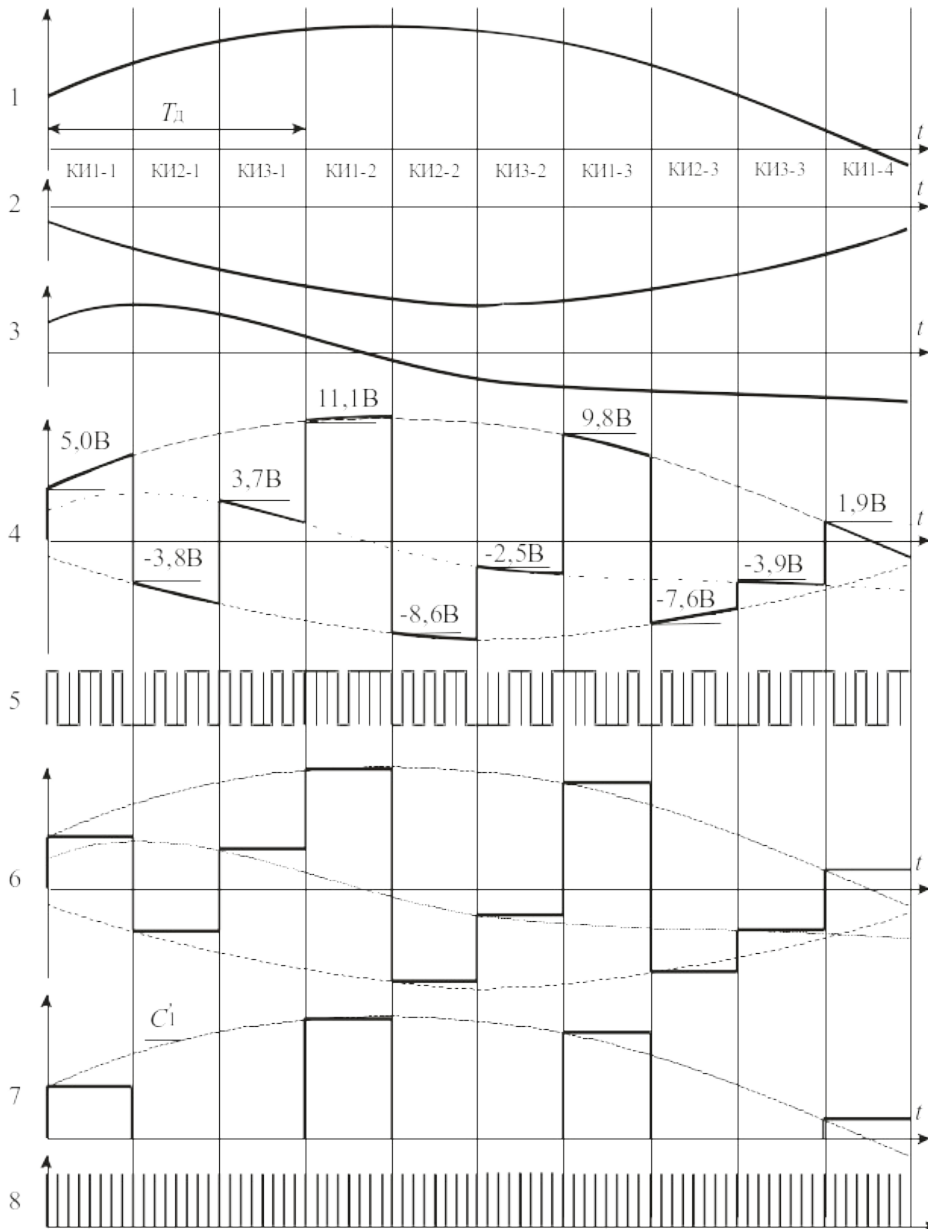 1
T_Д
t
КИ1-1 КИ2-1 КИ3-1 КИ1-2 КИ2-2 КИ3-2 КИ1-3 КИ2-3 КИ3-3 КИ1-4
2
t
3
t
11,1В
9,8В
5,0В
3,7В
1,9В
4
t
-3,8В
-2,5В
-3,9В
-8,6В
-7,6В
5
6
t
C'1
7
t
8